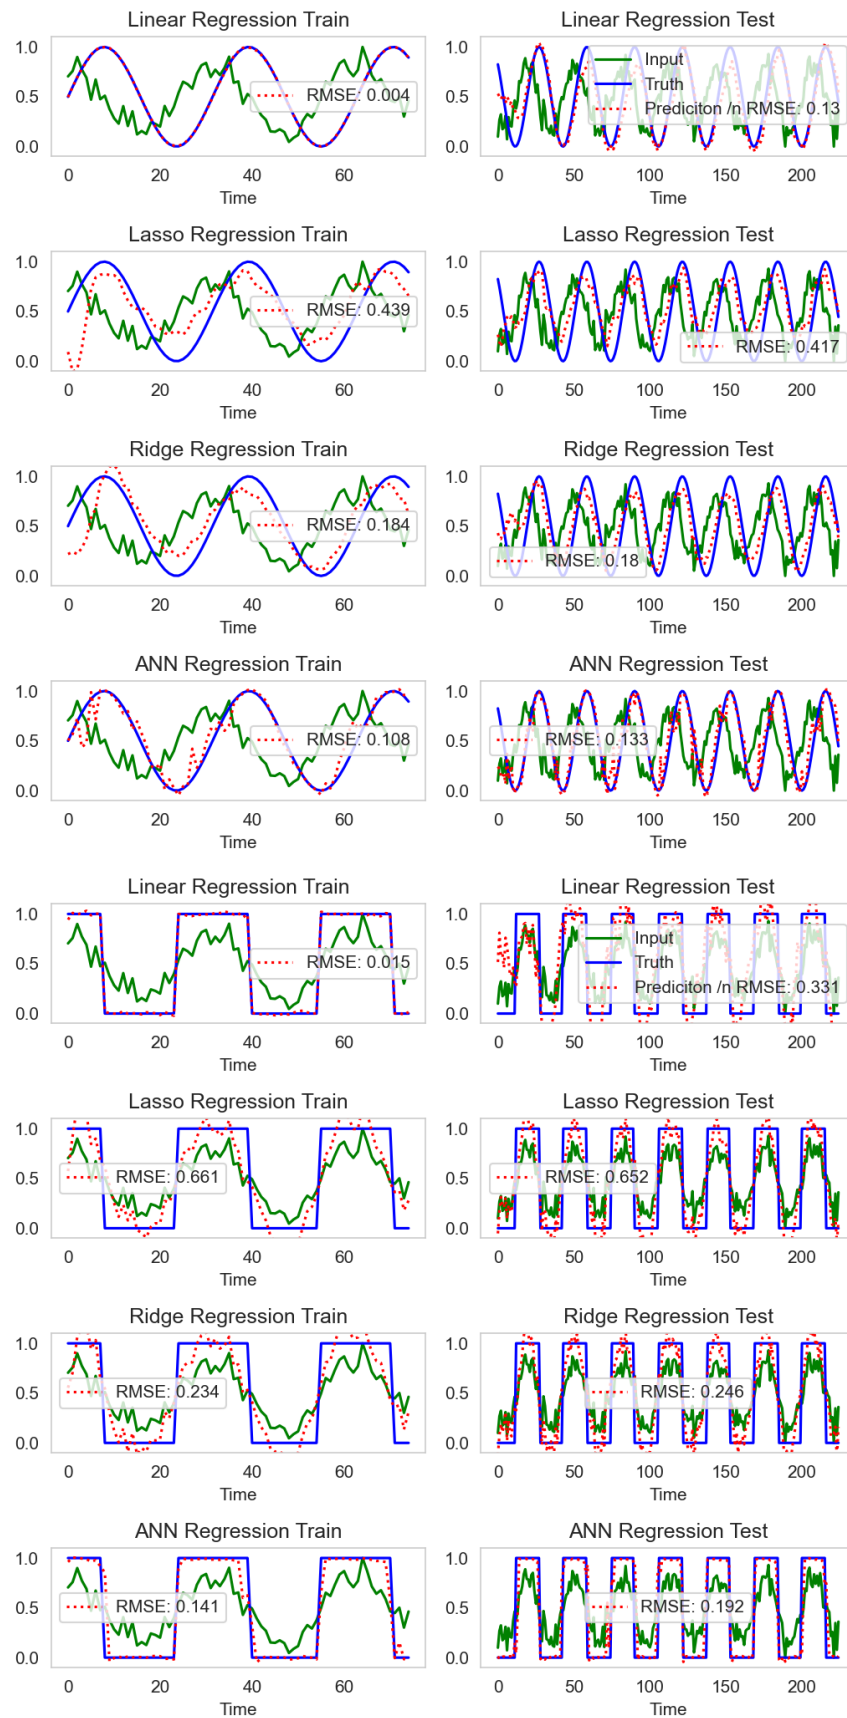 Linear Regression Train
Linear Regression Test
1.0
0.5
0.0
RMSE: 0.004
0
20
40
60
Time
1.0
0.5
0.0
Input
Truth
Prediciton /n RMSE: 0.13
0
50
100
150
200
Time
Lasso Regression Train
Lasso Regression Test
1.0
0.5
0.0
RMSE: 0.439
0
20
40
60
Time
1.0
0.5
0.0
RMSE: 0.417
0
50
100
150
200
Time
Ridge Regression Train
Ridge Regression Test
1.0
0.5
0.0
RMSE: 0.184
0
20
40
60
Time
1.0
0.5
0.0
RMSE: 0.18
0
50
100
150
200
Time
ANN Regression Train
ANN Regression Test
1.0
0.5
0.0
RMSE: 0.108
0
20
40
60
Time
1.0
0.5
0.0
RMSE: 0.133
0
50
100
150
200
Time
Linear Regression Train
Linear Regression Test
1.0
0.5
0.0
RMSE: 0.015
0
20
40
60
Time
1.0
0.5
0.0
Input
Truth
Prediciton /n RMSE: 0.331
0
50
100
150
200
Time
Lasso Regression Train
Lasso Regression Test
1.0
0.5
0.0
RMSE: 0.661
0
20
40
60
Time
1.0
0.5
0.0
RMSE: 0.652
0
50
100
150
200
Time
Ridge Regression Train
Ridge Regression Test
1.0
0.5
0.0
RMSE: 0.234
0
20
40
60
Time
1.0
0.5
0.0
RMSE: 0.246
0
50
100
150
200
Time
ANN Regression Train
ANN Regression Test
1.0
0.5
0.0
RMSE: 0.141
0
20
40
60
Time
1.0
0.5
0.0
RMSE: 0.192
0
50
100
150
200
Time